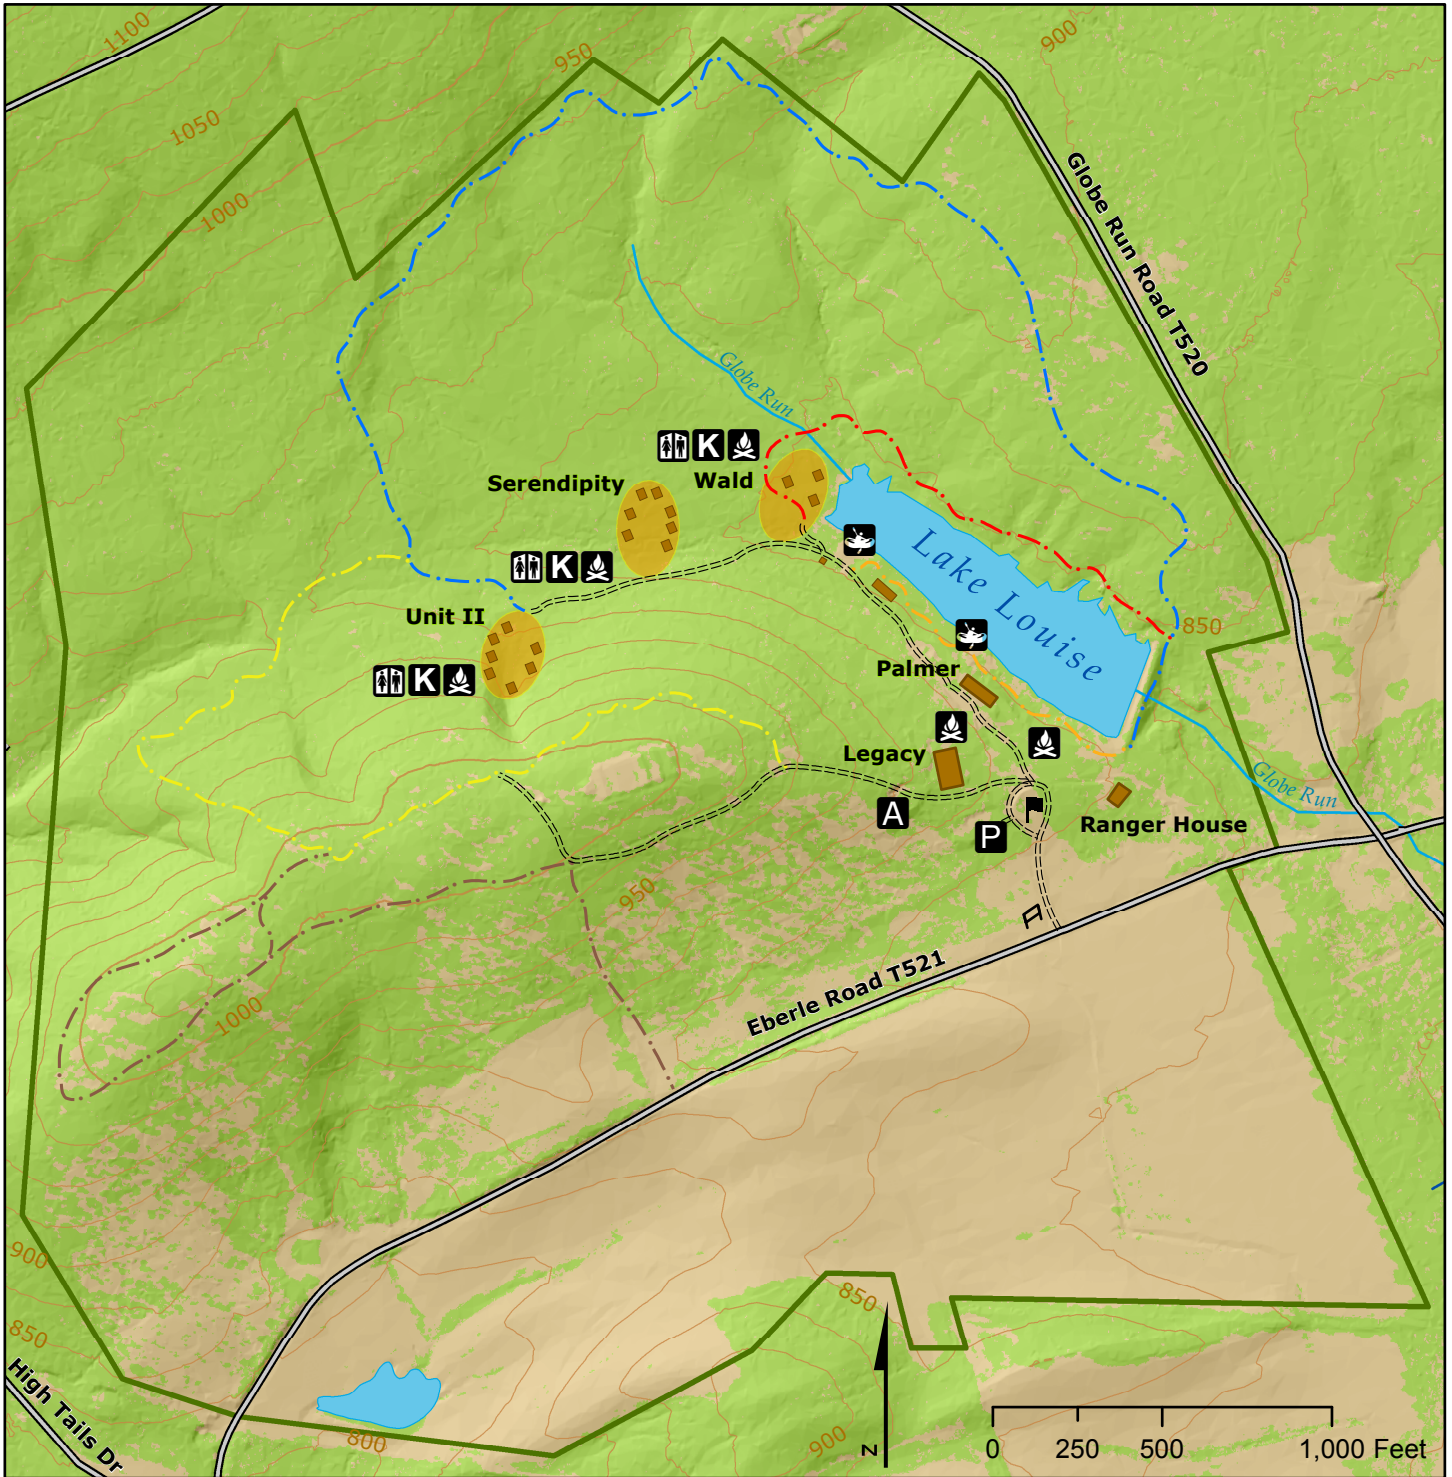 1100
950
900
1050
1000
Globe Run Road T520
Globe Run
K
Wald
Serendipity
K
Lake Louise
Unit II
850
K
Palmer
Legacy
Globe Run
A
P
Ranger House
950
Eberle Road T521
1000
900
850
850
High Tails Dr
800
900
N
0 250 500 1,000 Feet